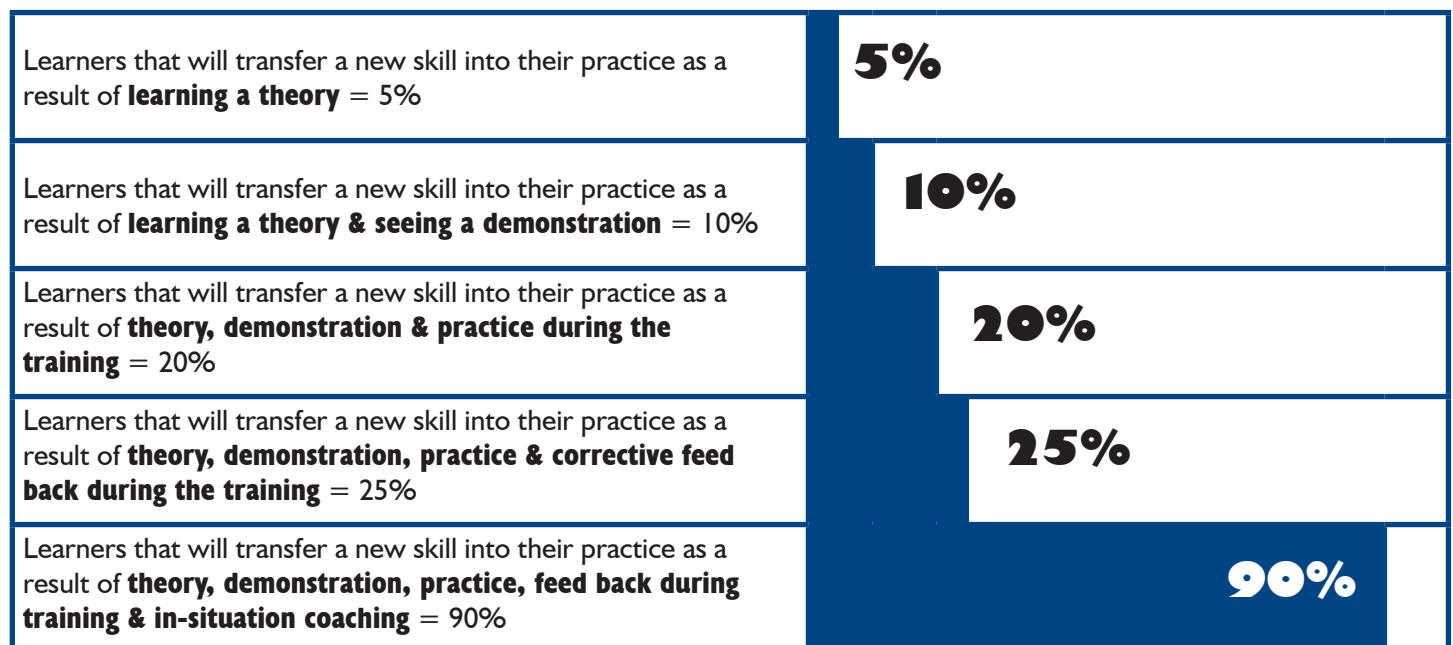 Learners that will transfer a new skill into their practice as a
result of learning a theory = 5%
5%
Learners that will transfer a new skill into their practice as a
result of learning a theory & seeing a demonstration = 10%
10%
Learners that will transfer a new skill into their practice as a
result of theory, demonstration & practice during the
training = 20%
20%
Learners that will transfer a new skill into their practice as a
result of theory, demonstration, practice & corrective feed
back during the training = 25%
25%
Learners that will transfer a new skill into their practice as a
result of theory, demonstration, practice, feed back during
training & in-situation coaching = 90%
90%